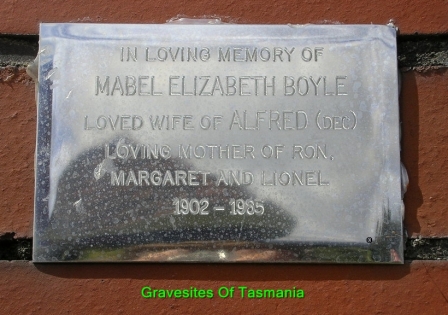 IN LOVING MEMORY OF
MABEL ELIZABETH BOYLE
LOVED WIFE OF ALFRED (DEC)
LOVING MOTHER OF RON,
MARGARET AND LIONEL
1902 - 1985
Gravesites Of Tasmania